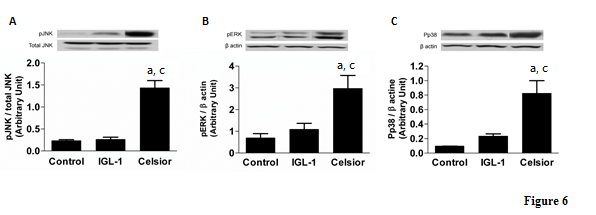 A
pJNK
Total JNK
a, c
pJNK / total JNK
(Arbitrary Unit)
2.0
1.5
1.0
0.5
0.0
Control IGL-1 Celsior
B
pERK
β actin
a, c
pERK / β actin
(Arbitrary Unit)
4
3
2
1
0
Control IGL-1 Celsior
C
Pp38
β actin
a, c
Pp38 / β actine
(Arbitrary Unit)
1.2
1.0
0.8
0.6
0.4
0.2
0.0
Control IGL-1 Celsior
Figure 6